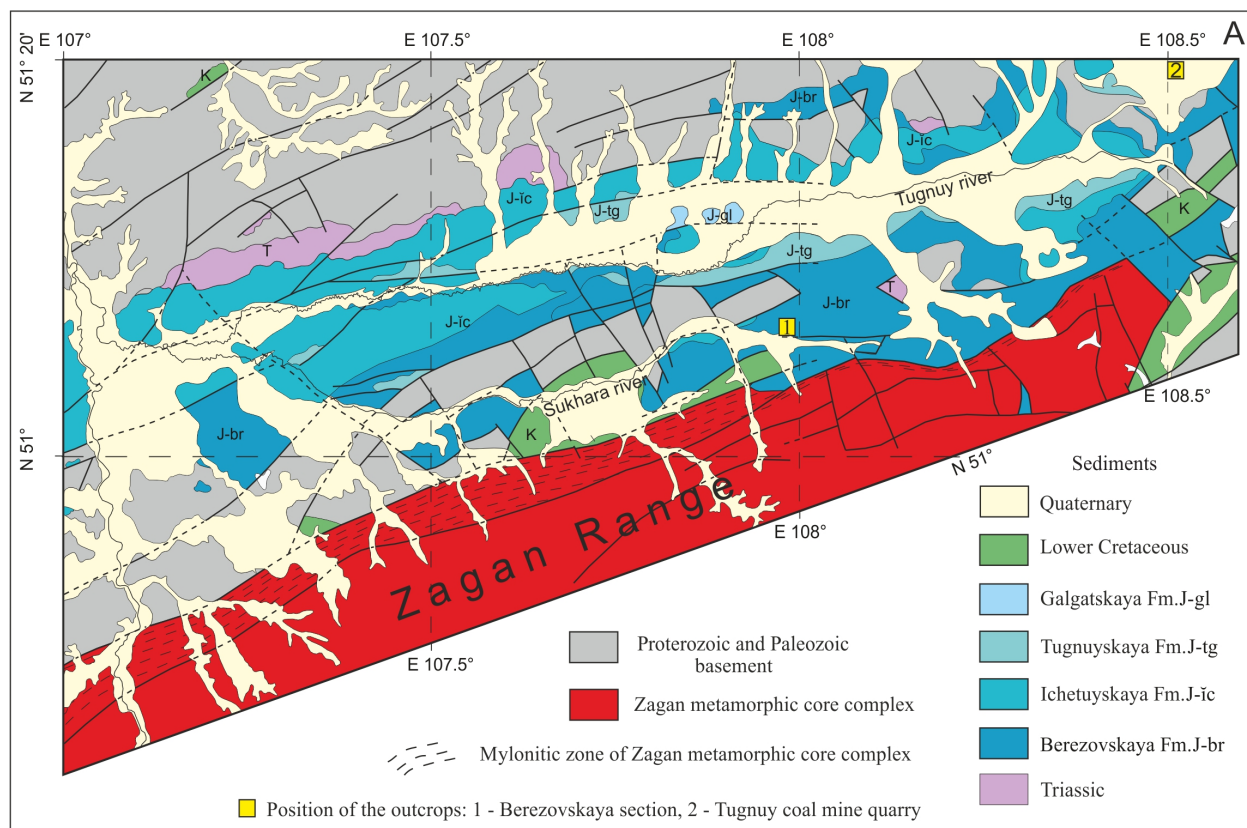 A
E 107°
E 107.5°
E 108°
E 108.5°
N 51° 20'
2
K
J-br
J-ĭc
Tugnuy river
J-ĭc
J-tg
J-gl
J-tg
K
T
J-tg
J-br
T
J-ĭc
1
Sukhara river
J-br
K
N 51°
N 51°
E 108.5°
E 108°
E 107.5°
Zagan Range
Sediments
Quaternary
Lower Cretaceous
Galgatskaya Fm.J-gl
Tugnuyskaya Fm.J-tg
Ichetuyskaya Fm.J-ĭc
Berezovskaya Fm.J-br
Triassic
Proterozoic and Paleozoic
basement
Zagan metamorphic core complex
Mylonitic zone of Zagan metamorphic core complex
Position of the outcrops: 1 - Berezovskaya section, 2 - Tugnuy coal mine quarry